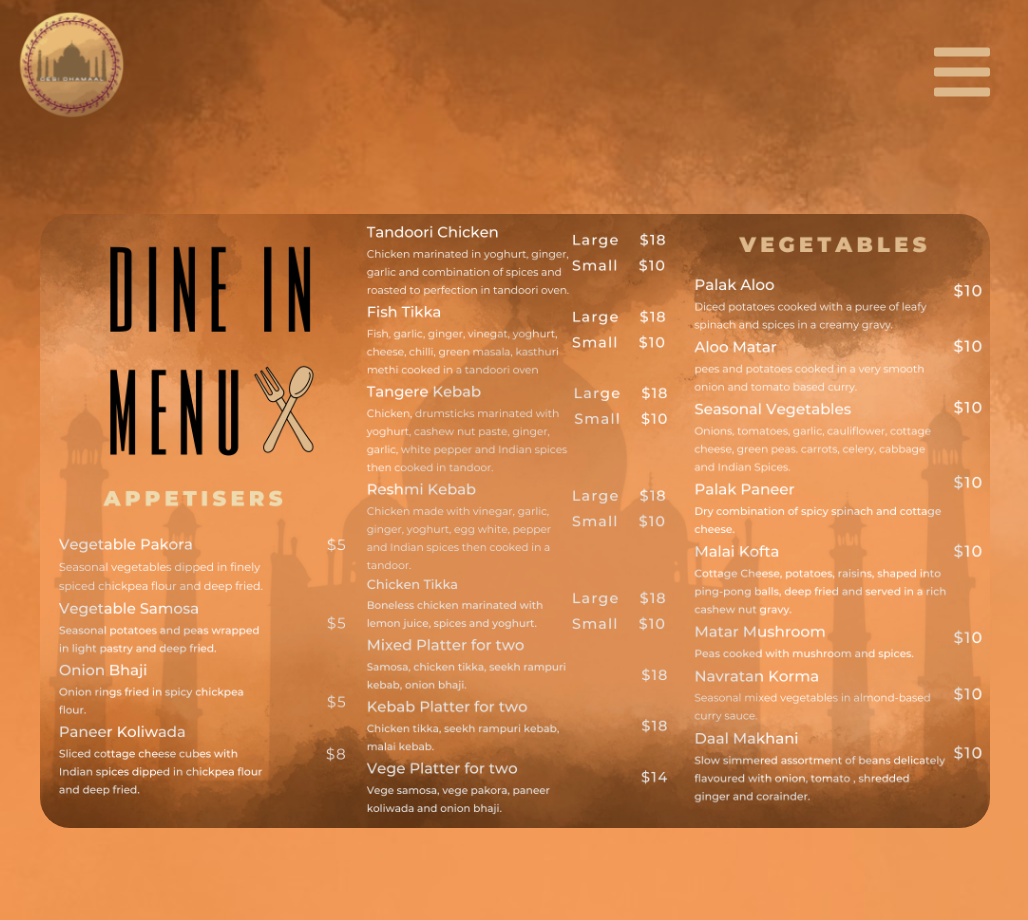 DESI DHAMAAL
DINE IN
MENU
APPETISERS
Vegetable Pakora $5
Seasonal vegetables dipped in finely
spiced chickpea flour and deep fried.
Vegetable Samosa
Seasonal potatoes and peas wrapped $5
in light pastry and deep fried.
Onion Bhaji
Onion rings fried in spicy chickpea $5
flour.
Paneer Koliwada
Sliced cottage cheese cubes with $8
Indian spices dipped in chickpea flour
and deep fried.
Tandoori Chicken Large $18
Chicken marinated in yoghurt, ginger,
garlic and combination of spices and Small $10
roasted to perfection in tandoori oven.
Fish Tikka Large $18
Fish, garlic, ginger, vinegat, yoghurt,
cheese, chilli, green masala, kasthuri Small $10
methi cooked in a tandoori oven
Tangere Kebab Large $18
Chicken, drumsticks marinated with Small $10
yoghurt, cashew nut paste, ginger,
garlic, white pepper and Indian spices
then cooked in tandoor.
Reshmi Kebab Large $18
Chicken made with vinegar, garlic,
ginger, yoghurt, egg white, pepper Small $10
and Indian spices then cooked in a
tandoor.
Chicken Tikka
Boneless chicken marinated with Large $18
lemon juice, spices and yoghurt. Small $10
Mixed Platter for two
Samosa, chicken tikka, seekh rampuri $18
kebab, onion bhaji.
Kebab Platter for two
Chicken tikka, seekh rampuri kebab, $18
malai kebab.
Vege Platter for two
Vege samosa, vege pakora, paneer $14
koliwada and onion bhaji.
VEGETABLES
Palak Aloo $10
Diced potatoes cooked with a puree of leafy
spinach and spices in a creamy gravy.
Aloo Matar $10
pees and potatoes cooked in a very smooth
onion and tomato based curry.
Seasonal Vegetables $10
Onions, tomatoes, garlic, cauliflower, cottage
cheese, green peas. carrots, celery, cabbage
and Indian Spices.
Palak Paneer $10
Dry combination of spicy spinach and cottage
cheese.
Malai Kofta $10
Cottage Cheese, potatoes, raisins, shaped into
ping-pong balls, deep fried and served in a rich
cashew nut gravy.
Matar Mushroom $10
Peas cooked with mushroom and spices.
Navratan Korma
Seasonal mixed vegetables in almond-based $10
curry sauce.
Daal Makhani
Slow simmered assortment of beans delicately $10
flavoured with onion, tomato , shredded
ginger and corainder.